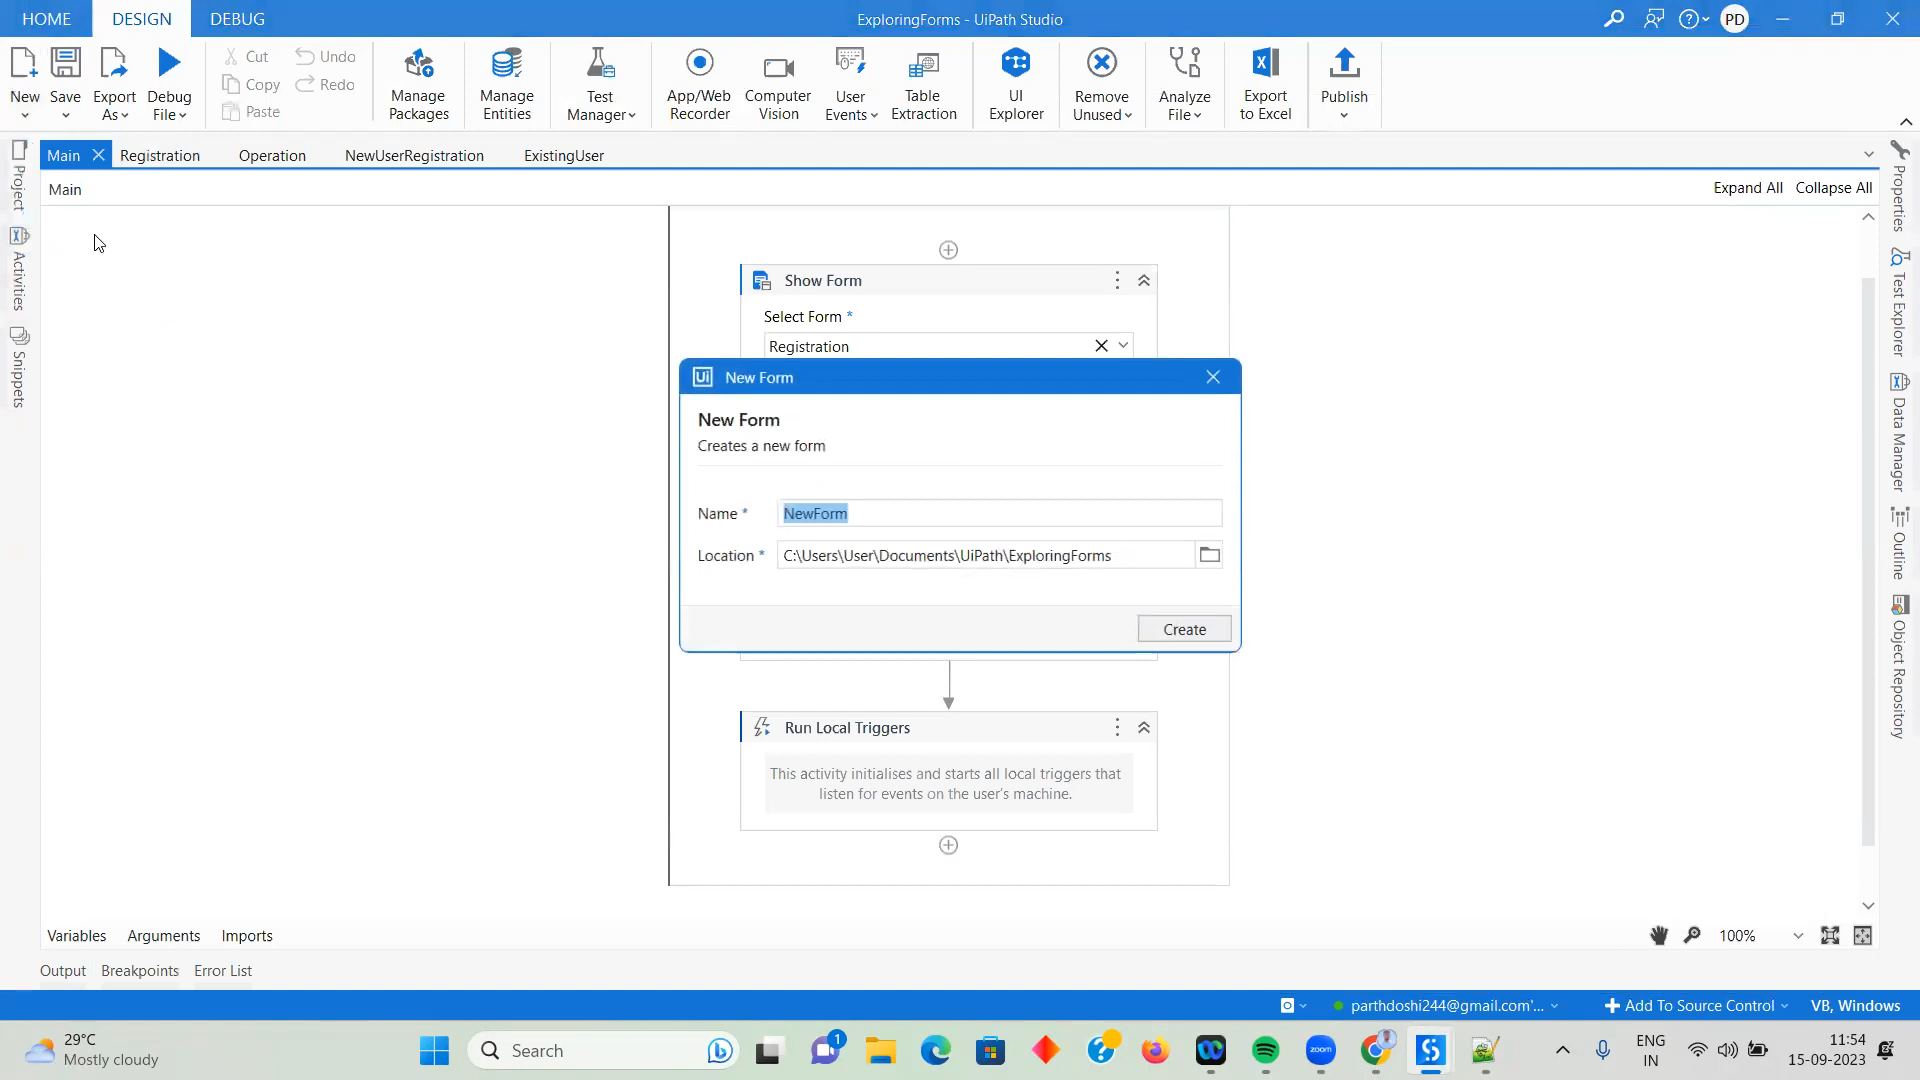 HOME DESIGN DEBUG ExploringForms - UiPath Studio PD
New Save Export As Debug File
Cut Copy Paste Undo Redo
Manage Packages
Manage Entities
Test Manager
App/Web Recorder
Computer Vision
User Events
Table Extraction
UI Explorer
Remove Unused
Analyze File
Export to Excel
Publish
Main Registration Operation NewUserRegistration ExistingUser
Main Expand All Collapse All
Project
Activities
Snippets
Properties
Test Explorer
Data Manager
Outline
Object Repository
Show Form
Select Form *
Registration
Ui New Form
New Form
Creates a new form
Name * NewForm
Location * C:\Users\User\Documents\UiPath\ExploringForms
Create
Run Local Triggers
This activity initialises and starts all local triggers that
listen for events on the user's machine.
Variables Arguments Imports 100%
Output Breakpoints Error List
parthdoshi244@gmail.com'... Add To Source Control VB, Windows
29°C
Mostly cloudy
Search
1
zoom
ENG
IN
11:54
15-09-2023